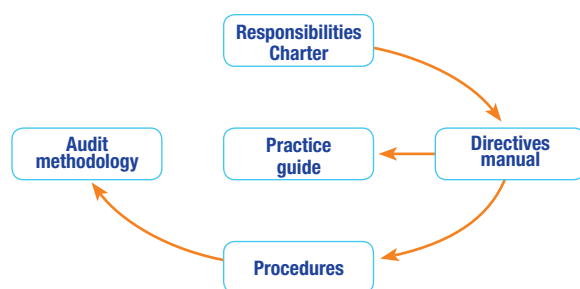 Responsibilities
Charter
Audit
methodology
Practice
guide
Directives
manual
Procedures